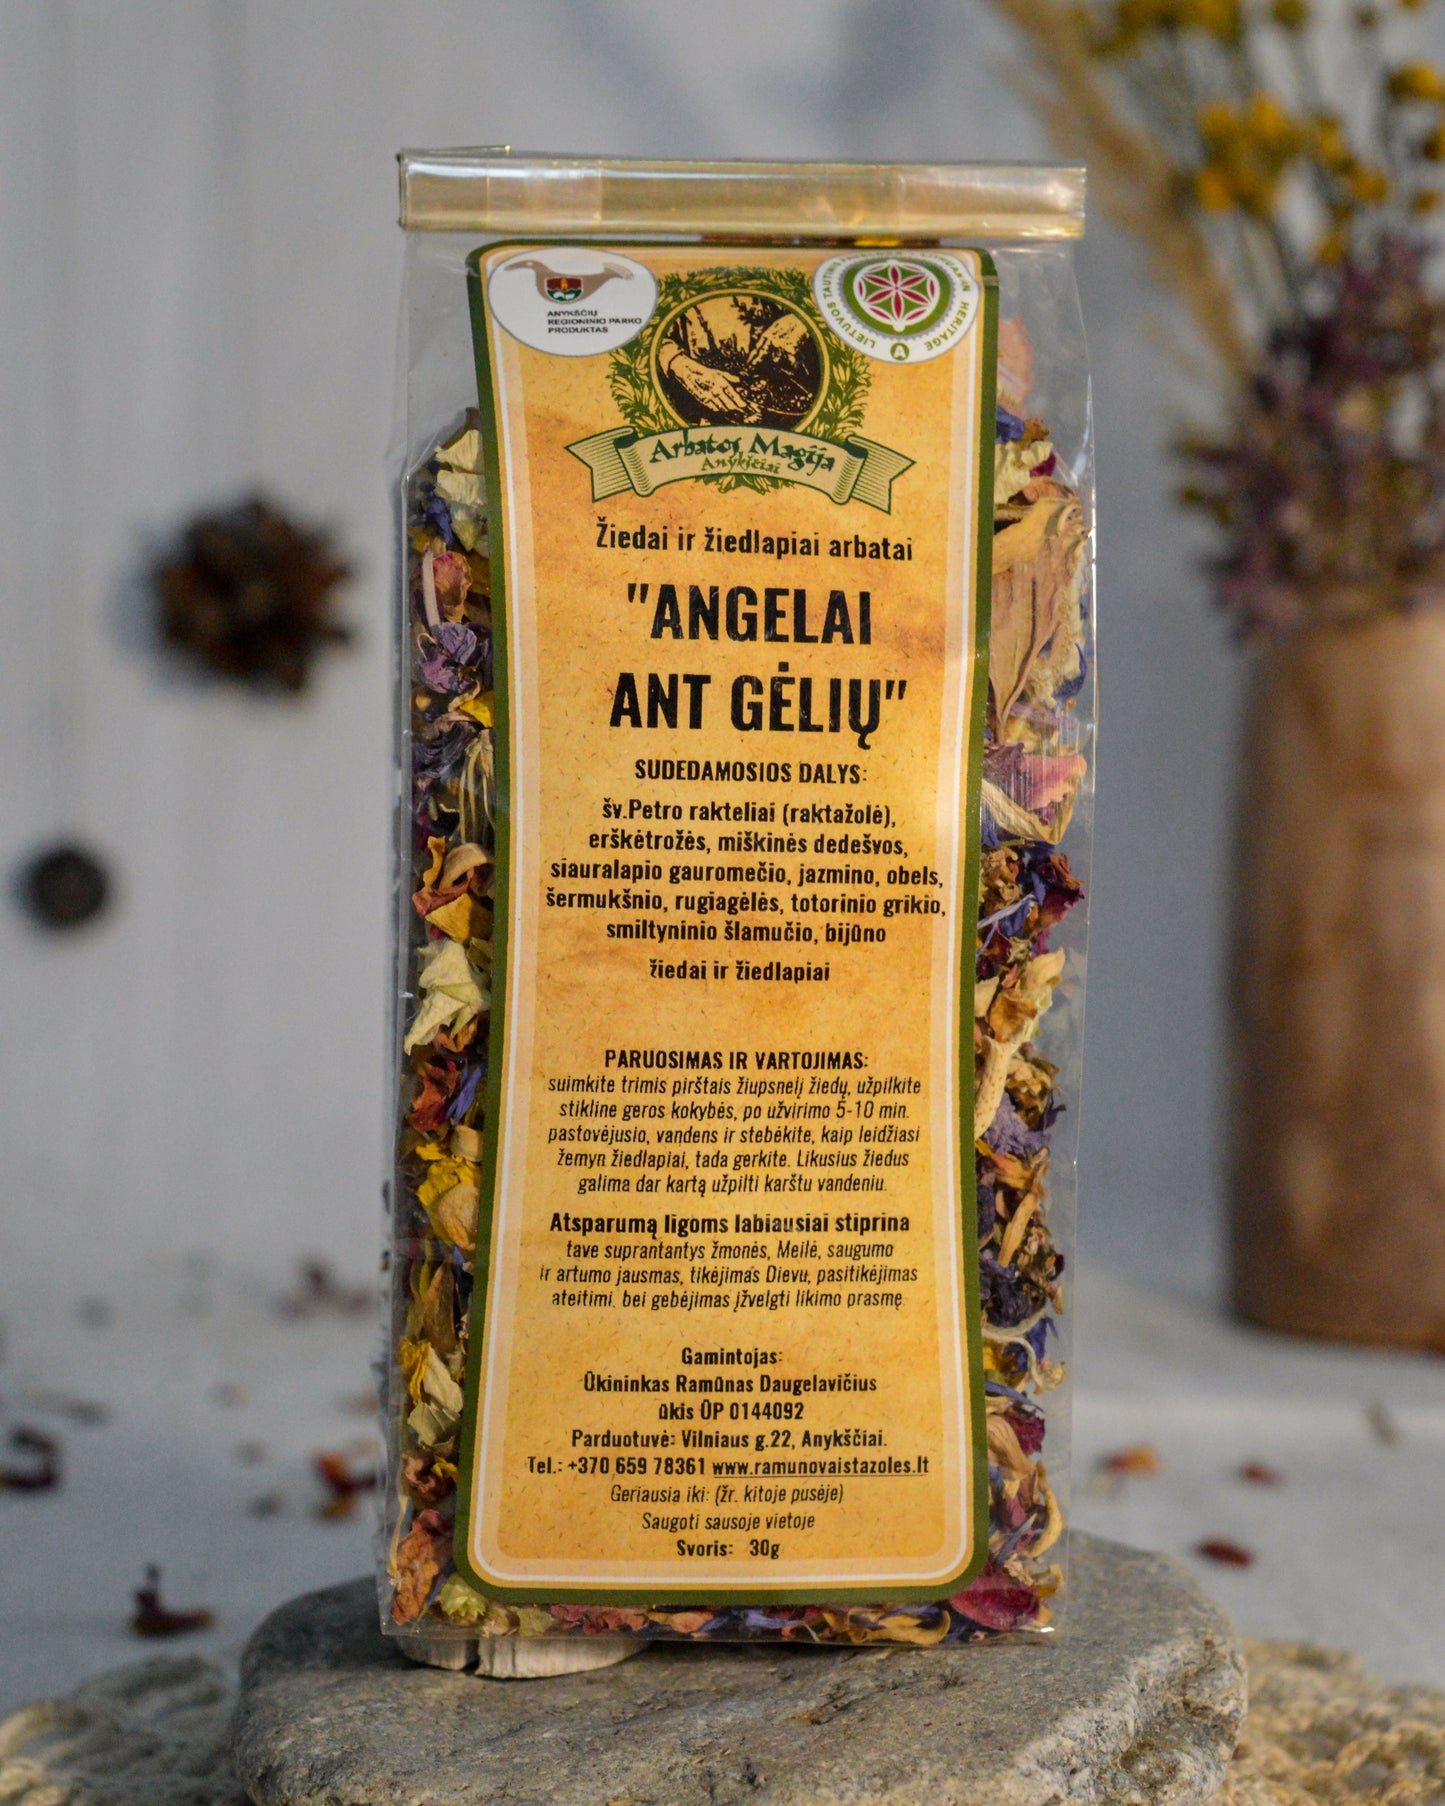 ANYKŠČIŲ
REGIONINIO PARKO
PRODUKTAS
LIETUVOS TAUTINIS
HERITAGE
A
Arbatos Magija
Anykščiai
Žiedai ir žiedlapiai arbatai
"ANGELAI
ANT GĖLIŲ"
SUDEDAMOSIOS DALYS:
šv.Petro rakteliai (raktažolė),
erškėtrožės, miškinės dedešvos,
siauralapio gauromečio, jazmino, obels,
šermukšnio, rugiagėlės, totorinio grikio,
smiltyninio šlamučio, bijūno
žiedai ir žiedlapiai
PARUOSIMAS IR VARTOJIMAS:
suimkite trimis pirštais žiupsnelį žiedų, užpilkite
stikline geros kokybės, po užvirimo 5-10 min.
pastovėjusio, vandens ir stebėkite, kaip leidžiasi
žemyn žiedlapiai, tada gerkite. Likusius žiedus
galima dar kartą užpilti karštu vandeniu.
Atsparumą ligoms labiausiai stiprina
tave suprantantys žmonės, Meilė, saugumo
ir artumo jausmas, tikėjimas Dievu, pasitikėjimas
ateitimi, bei gebėjimas įžvelgti likimo prasmę.
Gamintojas:
Ūkininkas Ramūnas Daugelavičius
ūkis ŪP 0144092
Parduotuvė: Vilniaus g.22, Anykščiai.
Tel.: +370 659 78361 www.ramunovaistazoles.lt
Geriausia iki: (žr. kitoje pusėje)
Saugoti sausoje vietoje
Svoris: 30g